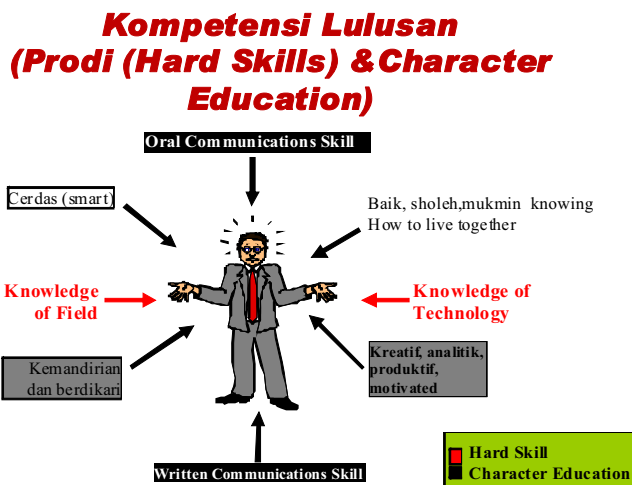 Kompetensi Lulusan
(Prodi (Hard Skills) &Character
Education)
Oral Communications Skill
Cerdas (smart)
Baik, sholeh,mukmin knowing
How to live together
Knowledge
of Field
Knowledge of
Technology
Kemandirian
dan berdikari
Kreatif, analitik,
produktif,
motivated
Written Communications Skill
Hard Skill
Character Education